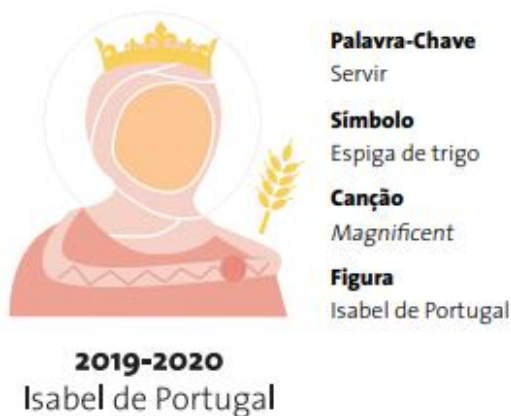 Palavra-Chave
Servir
Símbolo
Espiga de trigo
Canção
Magnificent
Figura
Isabel de Portugal
2019-2020
Isabel de Portugal